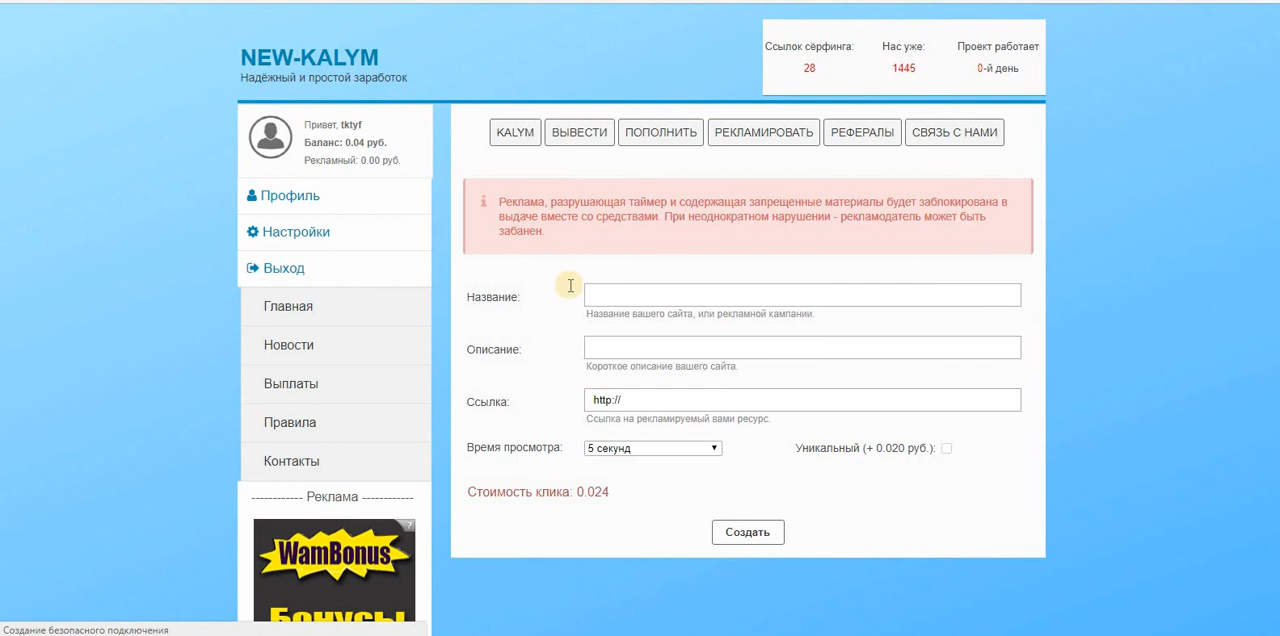 NEW-KALYM
Надёжный и простой заработок
Ссылок сёрфинга: Нас уже: Проект работает
28 1445 0-й день
Привет, tktyf
Баланс: 0.04 руб.
Рекламный: 0.00 руб.
Профиль
Настройки
Выход
Главная
Новости
Выплаты
Правила
Контакты
------------ Реклама ------------
?
WamBonus
Бонусы
KALYM ВЫВЕСТИ ПОПОЛНИТЬ РЕКЛАМИРОВАТЬ РЕФЕРАЛЫ СВЯЗЬ С НАМИ
Реклама, разрушающая таймер и содержащая запрещенные материалы будет заблокирована в
выдаче вместе со средствами. При неоднократном нарушении - рекламодатель может быть
забанен.
Название:
Название вашего сайта, или рекламной кампании.
Описание:
Короткое описание вашего сайта.
Ссылка: http://
Ссылка на рекламируемый вами ресурс.
Время просмотра: 5 секунд Уникальный (+ 0.020 руб.):
Стоимость клика: 0.024
Создать
Создание безопасного подключения